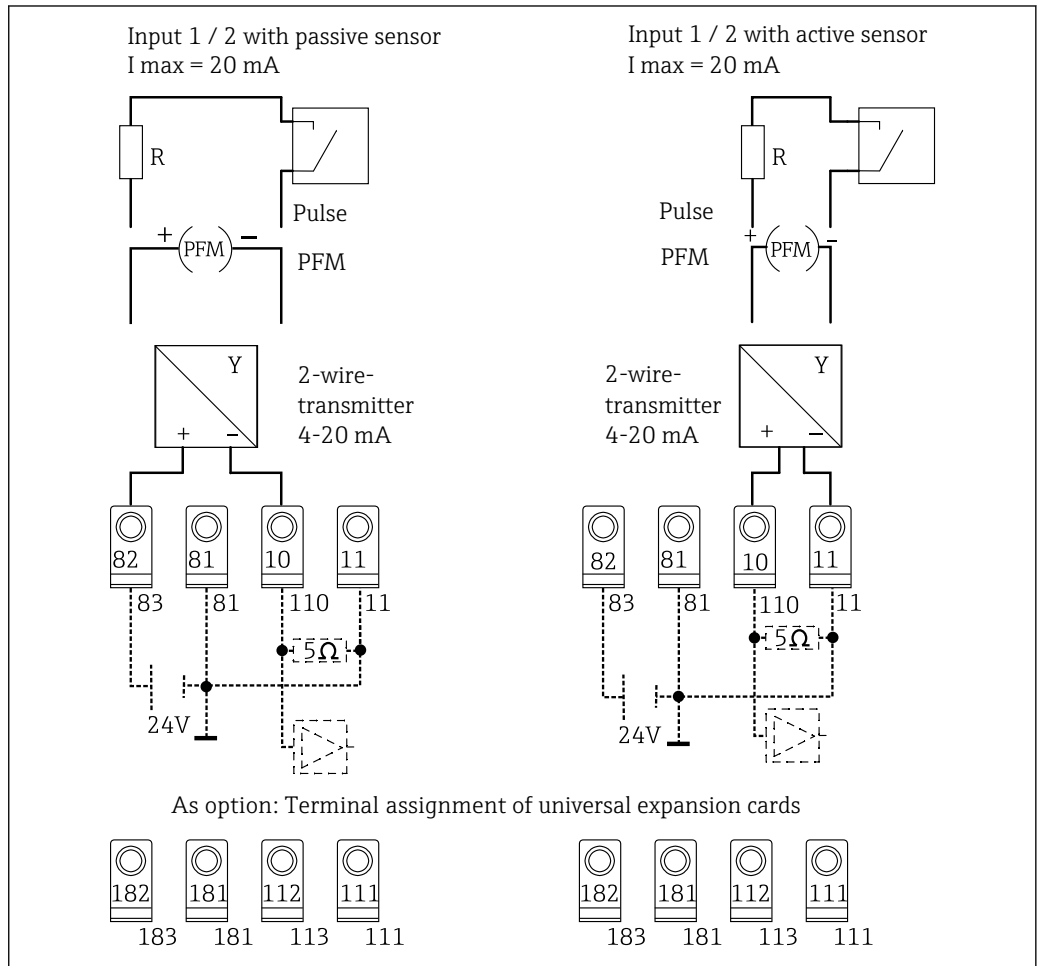 Input 1 / 2 with passive sensor
I max = 20 mA
R
Pulse
+ PFM −
PFM
Y
+ −
2-wire-
transmitter
4-20 mA
82 81 10 11
83 81 110 11
5Ω
24V
Input 1 / 2 with active sensor
I max = 20 mA
R
Pulse
+ PFM -
PFM
Y
+ −
2-wire-
transmitter
4-20 mA
82 81 10 11
83 81 110 11
5Ω
24V
As option: Terminal assignment of universal expansion cards
182 181 112 111
183 181 113 111
182 181 112 111
183 181 113 111